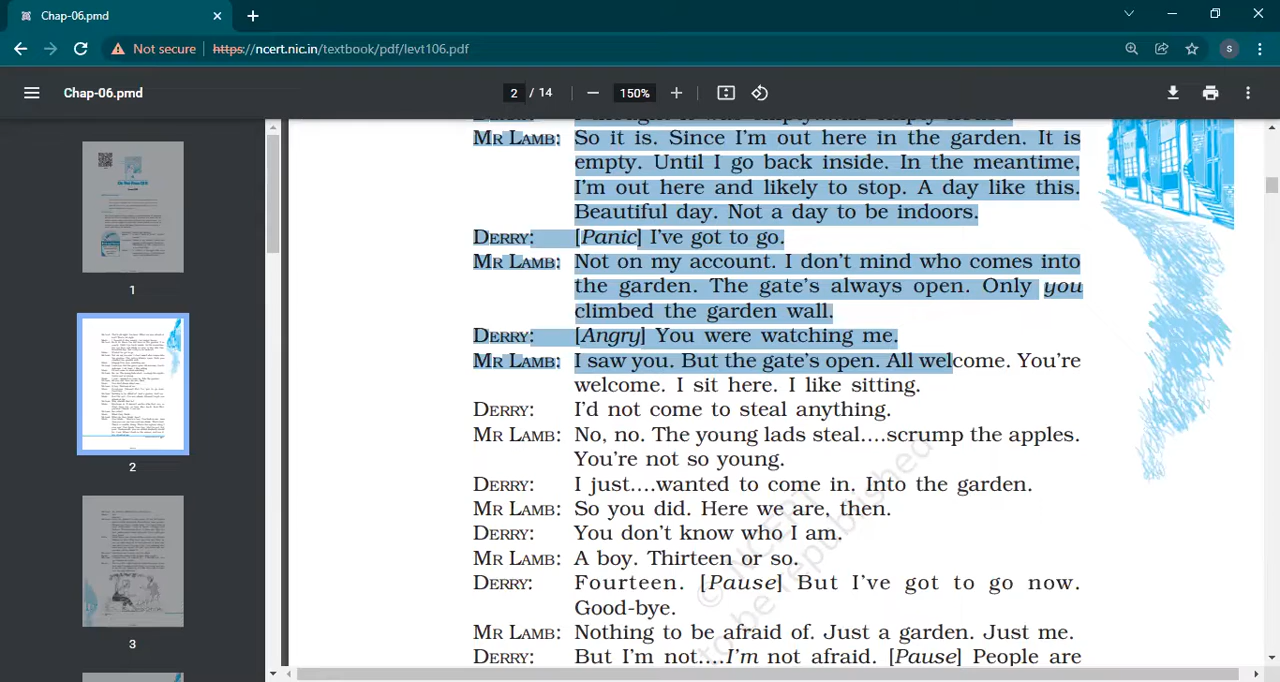 Chap-06.pmd
Not secure https://ncert.nic.in/textbook/pdf/levt106.pdf
S
Chap-06.pmd
2 / 14
150%
1
2
3
MR LAMB: So it is. Since I'm out here in the garden. It is
empty. Until I go back inside. In the meantime,
I'm out here and likely to stop. A day like this.
Beautiful day. Not a day to be indoors.
DERRY: [Panic] I've got to go.
MR LAMB: Not on my account. I don't mind who comes into
the garden. The gate's always open. Only you
climbed the garden wall.
DERRY: [Angry] You were watching me.
MR LAMB: I saw you. But the gate's open. All welcome. You're
welcome. I sit here. I like sitting.
DERRY: I'd not come to steal anything.
MR LAMB: No, no. The young lads steal....scrump the apples.
You're not so young.
DERRY: I just....wanted to come in. Into the garden.
MR LAMB: So you did. Here we are, then.
DERRY: You don't know who I am.
MR LAMB: A boy. Thirteen or so.
DERRY: Fourteen. [Pause] But I've got to go now.
Good-bye.
MR LAMB: Nothing to be afraid of. Just a garden. Just me.
DERRY: But I'm not....I'm not afraid. [Pause] People are
to be republished